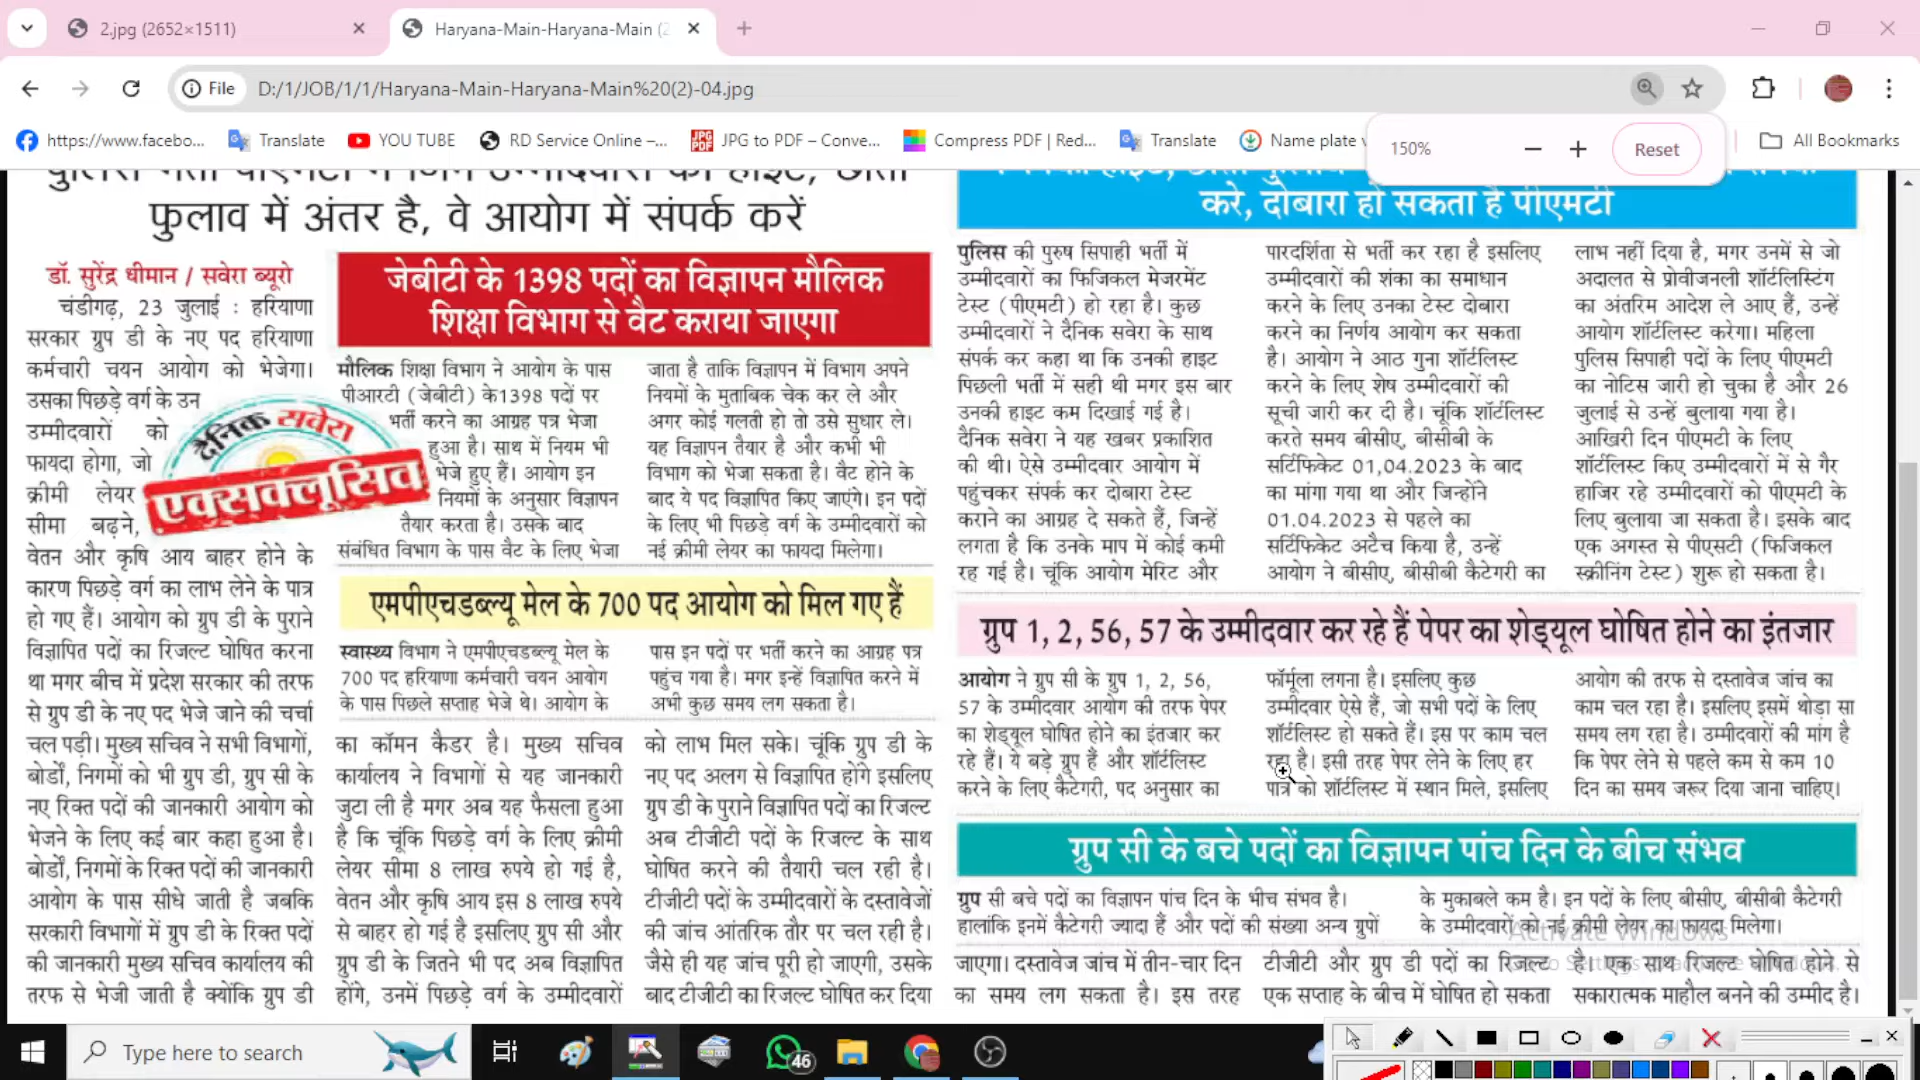 2.jpg (2652×1511)
Haryana-Main-Haryana-Main (2
File
D:/1/JOB/1/1/Haryana-Main-Haryana-Main%20(2)-04.jpg
https://www.facebo...
Translate
YOU TUBE
RD Service Online –...
JPG to PDF – Conve...
Compress PDF | Red...
Translate
Name plate
150%
Reset
All Bookmarks
फुलाव में अंतर है, वे आयोग में संपर्क करें
डॉ. सुरेंद्र धीमान / सवेरा ब्यूरो
चंडीगढ़, 23 जुलाई : हरियाणा
सरकार ग्रुप डी के नए पद हरियाणा
कर्मचारी चयन आयोग को भेजेगा।
उसका पिछड़े वर्ग के उन
उम्मीदवारों को
फायदा होगा, जो
क्रीमी लेयर
सीमा बढ़ने,
वेतन और कृषि आय बाहर होने के
कारण पिछड़े वर्ग का लाभ लेने के पात्र
हो गए हैं। आयोग को ग्रुप डी के पुराने
विज्ञापित पदों का रिजल्ट घोषित करना
था मगर बीच में प्रदेश सरकार की तरफ
से ग्रुप डी के नए पद भेजे जाने की चर्चा
चल पड़ी। मुख्य सचिव ने सभी विभागों,
बोर्डों, निगमों को भी ग्रुप डी, ग्रुप सी के
नए रिक्त पदों की जानकारी आयोग को
भेजने के लिए कई बार कहा हुआ है।
बोर्डों, निगमों के रिक्त पदों की जानकारी
आयोग के पास सीधे जाती है जबकि
सरकारी विभागों में ग्रुप डी के रिक्त पदों
की जानकारी मुख्य सचिव कार्यालय की
तरफ से भेजी जाती है क्योंकि ग्रुप डी
दैनिक सवेरा
एक्सक्लूसिव
जेबीटी के 1398 पदों का विज्ञापन मौलिक
शिक्षा विभाग से वैट कराया जाएगा
मौलिक शिक्षा विभाग ने आयोग के पास
पीआरटी (जेबीटी) के1398 पदों पर
भर्ती करने का आग्रह पत्र भेजा
हुआ है। साथ में नियम भी
भेजे हुए हैं। आयोग इन
नियमों के अनुसार विज्ञापन
तैयार करता है। उसके बाद
संबंधित विभाग के पास वैट के लिए भेजा
जाता है ताकि विज्ञापन में विभाग अपने
नियमों के मुताबिक चेक कर ले और
अगर कोई गलती हो तो उसे सुधार ले।
यह विज्ञापन तैयार है और कभी भी
विभाग को भेजा सकता है। वैट होने के
बाद ये पद विज्ञापित किए जाएंगे। इन पदों
के लिए भी पिछड़े वर्ग के उम्मीदवारों को
नई क्रीमी लेयर का फायदा मिलेगा।
एमपीएचडब्ल्यू मेल के 700 पद आयोग को मिल गए हैं
स्वास्थ्य विभाग ने एमपीएचडब्ल्यू मेल के
700 पद हरियाणा कर्मचारी चयन आयोग
के पास पिछले सप्ताह भेजे थे। आयोग के
पास इन पदों पर भर्ती करने का आग्रह पत्र
पहुंच गया है। मगर इन्हें विज्ञापित करने में
अभी कुछ समय लग सकता है।
का कॉमन कैडर है। मुख्य सचिव
कार्यालय ने विभागों से यह जानकारी
जुटा ली है मगर अब यह फैसला हुआ
है कि चूंकि पिछड़े वर्ग के लिए क्रीमी
लेयर सीमा 8 लाख रुपये हो गई है,
वेतन और कृषि आय इस 8 लाख रुपये
से बाहर हो गई है इसलिए ग्रुप सी और
ग्रुप डी के जितने भी पद अब विज्ञापित
होंगे, उनमें पिछड़े वर्ग के उम्मीदवारों
को लाभ मिल सके। चूंकि ग्रुप डी के
नए पद अलग से विज्ञापित होंगे इसलिए
ग्रुप डी के पुराने विज्ञापित पदों का रिजल्ट
अब टीजीटी पदों के रिजल्ट के साथ
घोषित करने की तैयारी चल रही है।
टीजीटी पदों के उम्मीदवारों के दस्तावेजों
की जांच आंतरिक तौर पर चल रही है।
जैसे ही यह जांच पूरी हो जाएगी, उसके
बाद टीजीटी का रिजल्ट घोषित कर दिया
करे, दोबारा हो सकता है पीएमटी
पुलिस की पुरुष सिपाही भर्ती में
उम्मीदवारों का फिजिकल मेजरमेंट
टेस्ट (पीएमटी) हो रहा है। कुछ
उम्मीदवारों ने दैनिक सवेरा के साथ
संपर्क कर कहा था कि उनकी हाइट
पिछली भर्ती में सही थी मगर इस बार
उनकी हाइट कम दिखाई गई है।
दैनिक सवेरा ने यह खबर प्रकाशित
की थी। ऐसे उम्मीदवार आयोग में
पहुंचकर संपर्क कर दोबारा टेस्ट
कराने का आग्रह दे सकते हैं, जिन्हें
लगता है कि उनके माप में कोई कमी
रह गई है। चूंकि आयोग मेरिट और
पारदर्शिता से भर्ती कर रहा है इसलिए
उम्मीदवारों की शंका का समाधान
करने के लिए उनका टेस्ट दोबारा
करने का निर्णय आयोग कर सकता
है। आयोग ने आठ गुना शॉर्टलिस्ट
करने के लिए शेष उम्मीदवारों की
सूची जारी कर दी है। चूंकि शॉर्टलिस्ट
करते समय बीसीए, बीसीबी के
सर्टिफिकेट 01,04.2023 के बाद
का मांगा गया था और जिन्होंने
01.04.2023 से पहले का
सर्टिफिकेट अटैच किया है, उन्हें
आयोग ने बीसीए, बीसीबी कैटेगरी का
लाभ नहीं दिया है, मगर उनमें से जो
अदालत से प्रोवीजनली शॉर्टलिस्टिंग
का अंतरिम आदेश ले आए हैं, उन्हें
आयोग शॉर्टलिस्ट करेगा। महिला
पुलिस सिपाही पदों के लिए पीएमटी
का नोटिस जारी हो चुका है और 26
जुलाई से उन्हें बुलाया गया है।
आखिरी दिन पीएमटी के लिए
शॉर्टलिस्ट किए उम्मीदवारों में से गैर
हाजिर रहे उम्मीदवारों को पीएमटी के
लिए बुलाया जा सकता है। इसके बाद
एक अगस्त से पीएसटी (फिजिकल
स्क्रीनिंग टेस्ट) शुरू हो सकता है।
ग्रुप 1, 2, 56, 57 के उम्मीदवार कर रहे हैं पेपर का शेड्यूल घोषित होने का इंतजार
आयोग ने ग्रुप सी के ग्रुप 1, 2, 56,
57 के उम्मीदवार आयोग की तरफ पेपर
का शेड्यूल घोषित होने का इंतजार कर
रहे हैं। ये बड़े ग्रुप हैं और शॉर्टलिस्ट
करने के लिए कैटेगरी, पद अनुसार का
फॉर्मूला लगना है। इसलिए कुछ
उम्मीदवार ऐसे हैं, जो सभी पदों के लिए
शॉर्टलिस्ट हो सकते हैं। इस पर काम चल
रहा है। इसी तरह पेपर लेने के लिए हर
पात्र को शॉर्टलिस्ट में स्थान मिले, इसलिए
आयोग की तरफ से दस्तावेज जांच का
काम चल रहा है। इसलिए इसमें थोड़ा सा
समय लग रहा है। उम्मीदवारों की मांग है
कि पेपर लेने से पहले कम से कम 10
दिन का समय जरूर दिया जाना चाहिए।
ग्रुप सी के बचे पदों का विज्ञापन पांच दिन के बीच संभव
ग्रुप सी बचे पदों का विज्ञापन पांच दिन के भीच संभव है।
हालांकि इनमें कैटेगरी ज्यादा हैं और पदों की संख्या अन्य ग्रुपों
के मुकाबले कम है। इन पदों के लिए बीसीए, बीसीबी कैटेगरी
के उम्मीदवारों को नई क्रीमी लेयर का फायदा मिलेगा।
जाएगा। दस्तावेज जांच में तीन-चार दिन
का समय लग सकता है। इस तरह
टीजीटी और ग्रुप डी पदों का रिजल्ट
एक सप्ताह के बीच में घोषित हो सकता
है। एक साथ रिजल्ट घोषित होने से
सकारात्मक माहौल बनने की उम्मीद है।
Activate Windows
Type here to search
46